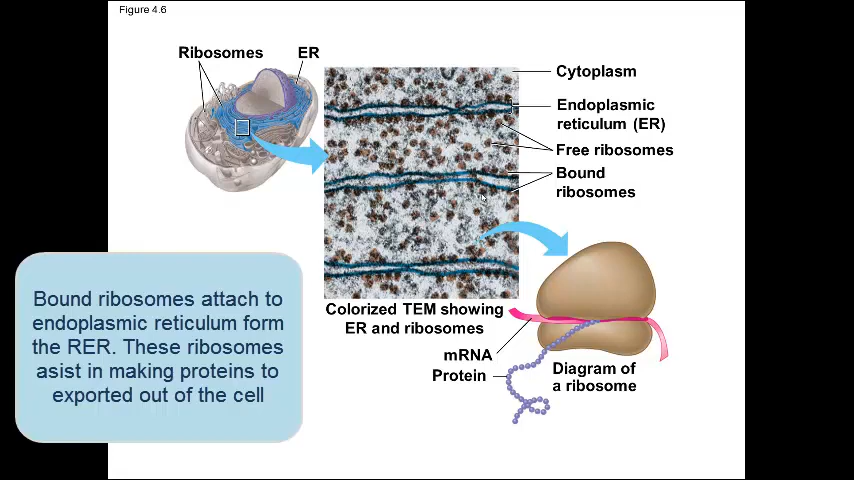 Figure 4.6
Ribosomes
ER
Cytoplasm
Endoplasmic
reticulum (ER)
Free ribosomes
Bound
ribosomes
Colorized TEM showing
ER and ribosomes
mRNA
Protein
Diagram of
a ribosome
Bound ribosomes attach to
endoplasmic reticulum form
the RER. These ribosomes
asist in making proteins to
exported out of the cell